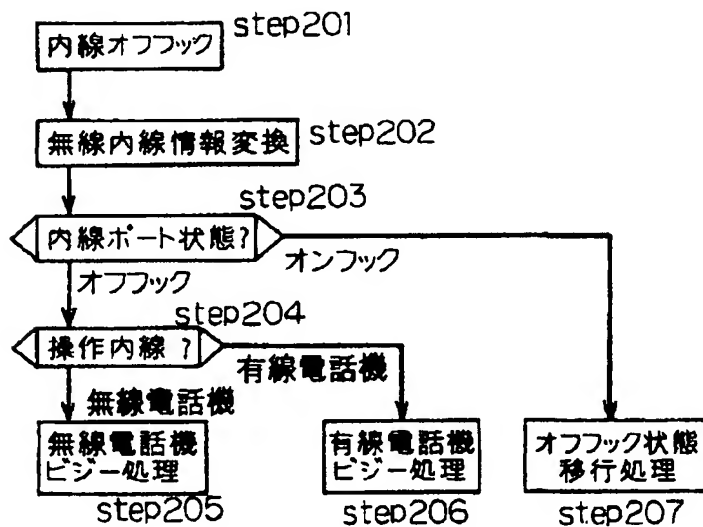 step201
内線オフフック
無線内線情報変換
step202
step203
内線ポート状態?
オンフック
オフフック
step204
操作内線 ?
有線電話機
無線電話機
無線電話機
ビジー処理
有線電話機
ビジー処理
オフフック状態
移行処理
step205
step206
step207